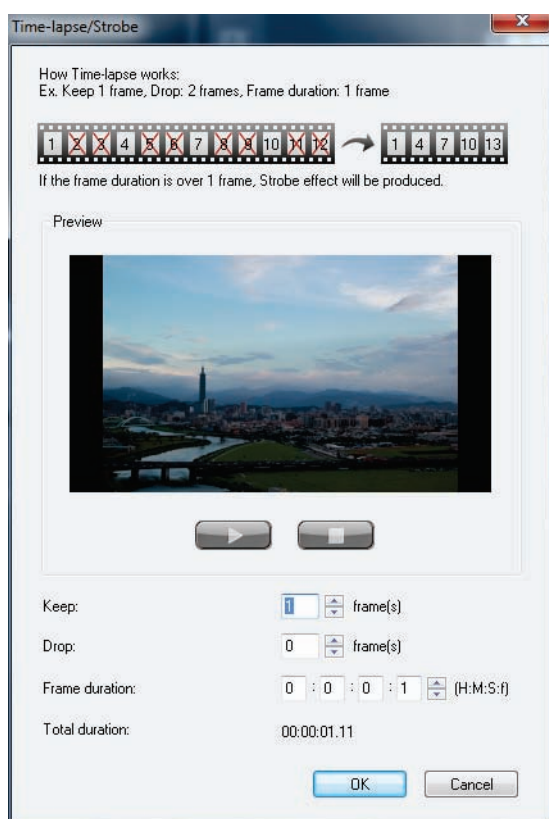 Time-lapse/Strobe
How Time-lapse works:
Ex. Keep 1 frame, Drop: 2 frames, Frame duration: 1 frame
1 2 3 4 5 6 7 8 9 10 11 12 1 4 7 10 13
If the frame duration is over 1 frame, Strobe effect will be produced.
Preview
Keep: 1 frame(s)
Drop: 0 frame(s)
Frame duration: 0 : 0 : 0 : 1 (H:M:S:f)
Total duration: 00:00:01.11
OK Cancel